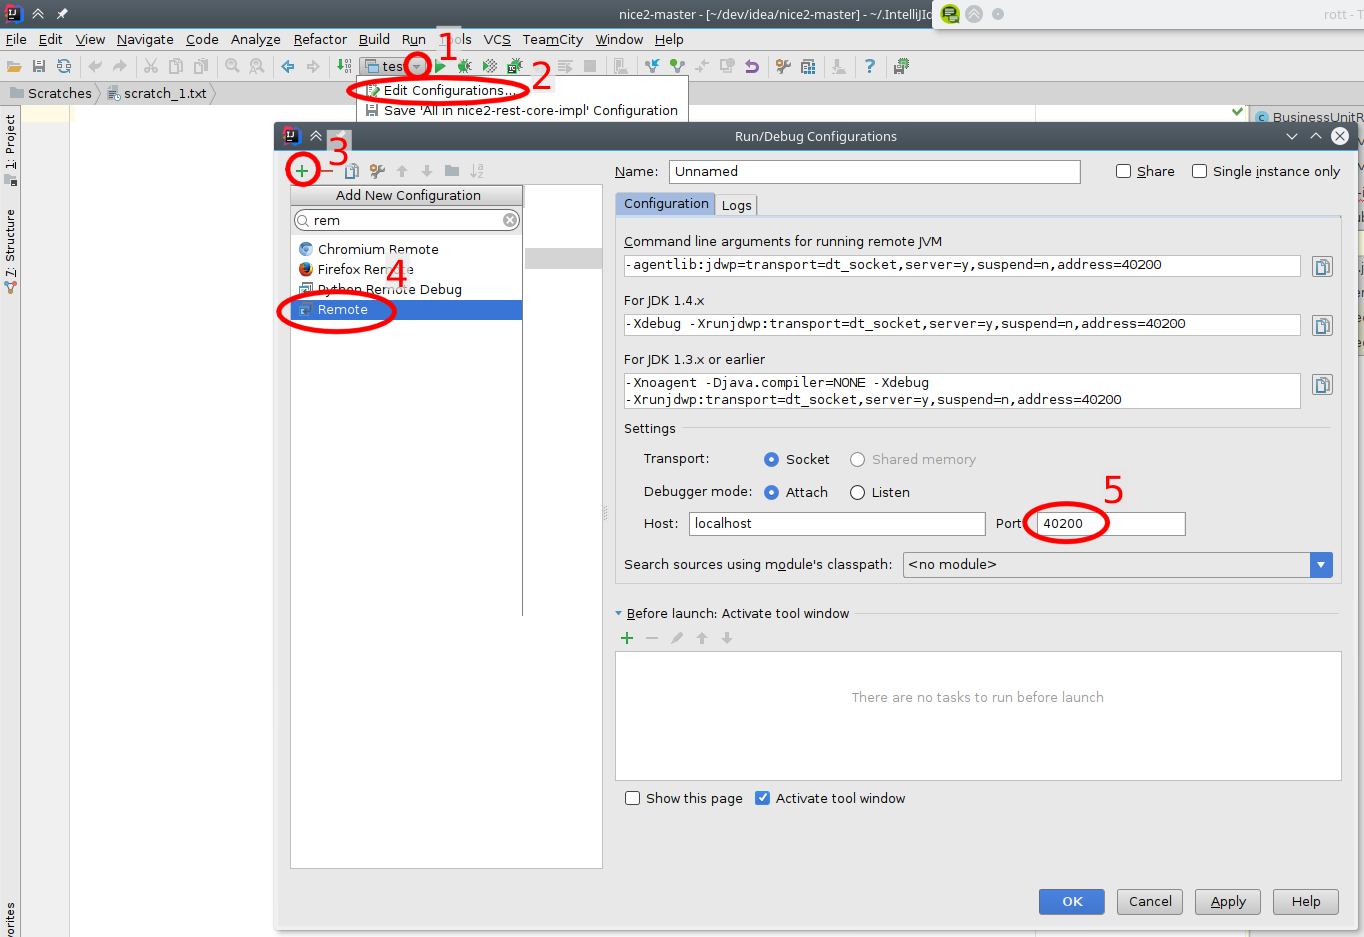 nice2-master - [~/dev/idea/nice2-master] - ~/.IntelliJId
rott - T
File Edit View Navigate Code Analyze Refactor Build Run Tools VCS TeamCity Window Help
1
test
2
Edit Configurations...
Scratches scratch_1.txt
Save 'All in nice2-rest-core-impl' Configuration
BusinessUnitR
1: Project
Z: Structure
Run/Debug Configurations
3
Name: Unnamed Share Single instance only
Add New Configuration
rem
Chromium Remote
Firefox Remote
4
Python Remote Debug
Remote
Configuration Logs
Command line arguments for running remote JVM
-agentlib:jdwp=transport=dt_socket,server=y,suspend=n,address=40200
For JDK 1.4.x
-Xdebug -Xrunjdwp:transport=dt_socket,server=y,suspend=n,address=40200
For JDK 1.3.x or earlier
-Xnoagent -Djava.compiler=NONE -Xdebug
-Xrunjdwp:transport=dt_socket,server=y,suspend=n,address=40200
Settings
Transport: Socket Shared memory
Debugger mode: Attach Listen
5
Host: localhost Port 40200
Search sources using module's classpath: <no module>
Before launch: Activate tool window
There are no tasks to run before launch
Show this page Activate tool window
OK Cancel Apply Help
vorites